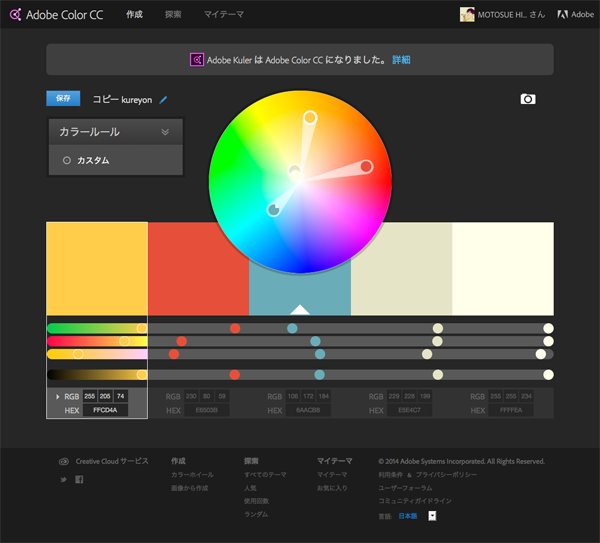 Adobe Color CC 作成 探索 マイテーマ MOTOSUE HI... さん Adobe
Adobe Kuler は Adobe Color CC になりました。 詳細
保存 コピー kureyon
カラールール
カスタム
RGB 255 205 74 RGB 230 80 59 RGB 106 172 184 RGB 229 228 199 RGB 255 255 234
HEX FFCD4A HEX E6503B HEX 6AACB8 HEX E5E4C7 HEX FFFFEA
Creative Cloud サービス 作成 探索 マイテーマ © 2014 Adobe Systems Incorporated. All Rights Reserved.
カラーホイール すべてのテーマ マイテーマ 利用条件 & プライバシーポリシー
画像から作成 人気 お気に入り ユーザーフォーラム
使用回数 コミュニティガイドライン
ランダム 言語: 日本語